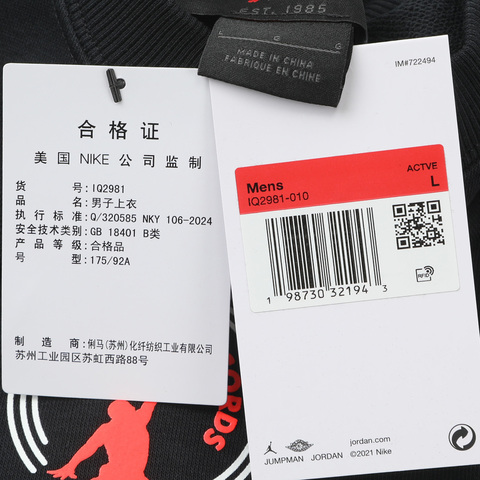 EST. 1985
L G G
MADE IN CHINA
FABRIQUE EN CHINE
合格证
美国 NIKE 公司监制
货号:IQ2981
品名:男子上衣
执行标准:Q/320585 NKY 106-2024
安全技术类别:GB 18401 B类
产品等级:合格品
号型:175/92A
制造商:俐马(苏州)化纤纺织工业有限公司
苏州工业园区苏虹西路88号
IM#722494
ACTVE
Mens L
IQ2981-010
1 98730 32194 3
RFID
JUMPMAN JORDAN
jordan.com
©2021 Nike
ORDS